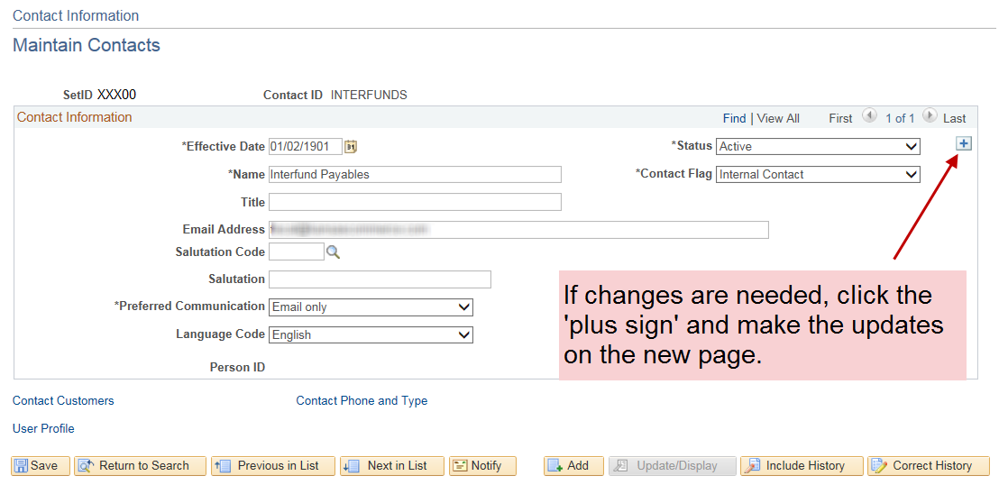 Contact Information
Maintain Contacts
SetID XXX00 Contact ID INTERFUNDS
Contact Information Find | View All First 1 of 1 Last
*Effective Date 01/02/1901 31 *Status Active
*Name Interfund Payables *Contact Flag Internal Contact
Title
Email Address
Salutation Code
Salutation
*Preferred Communication Email only
Language Code English
Person ID
If changes are needed, click the
'plus sign' and make the updates
on the new page.
Contact Customers Contact Phone and Type
User Profile
Save Return to Search Previous in List Next in List Notify Add Update/Display Include History Correct History